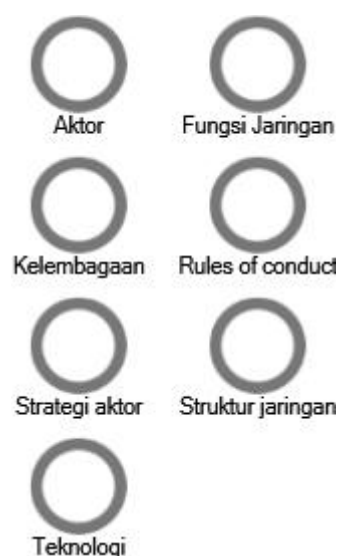 Aktor
Fungsi Jaringan
Kelembagaan
Rules of conduct
Strategi aktor
Struktur jaringan
Teknologi